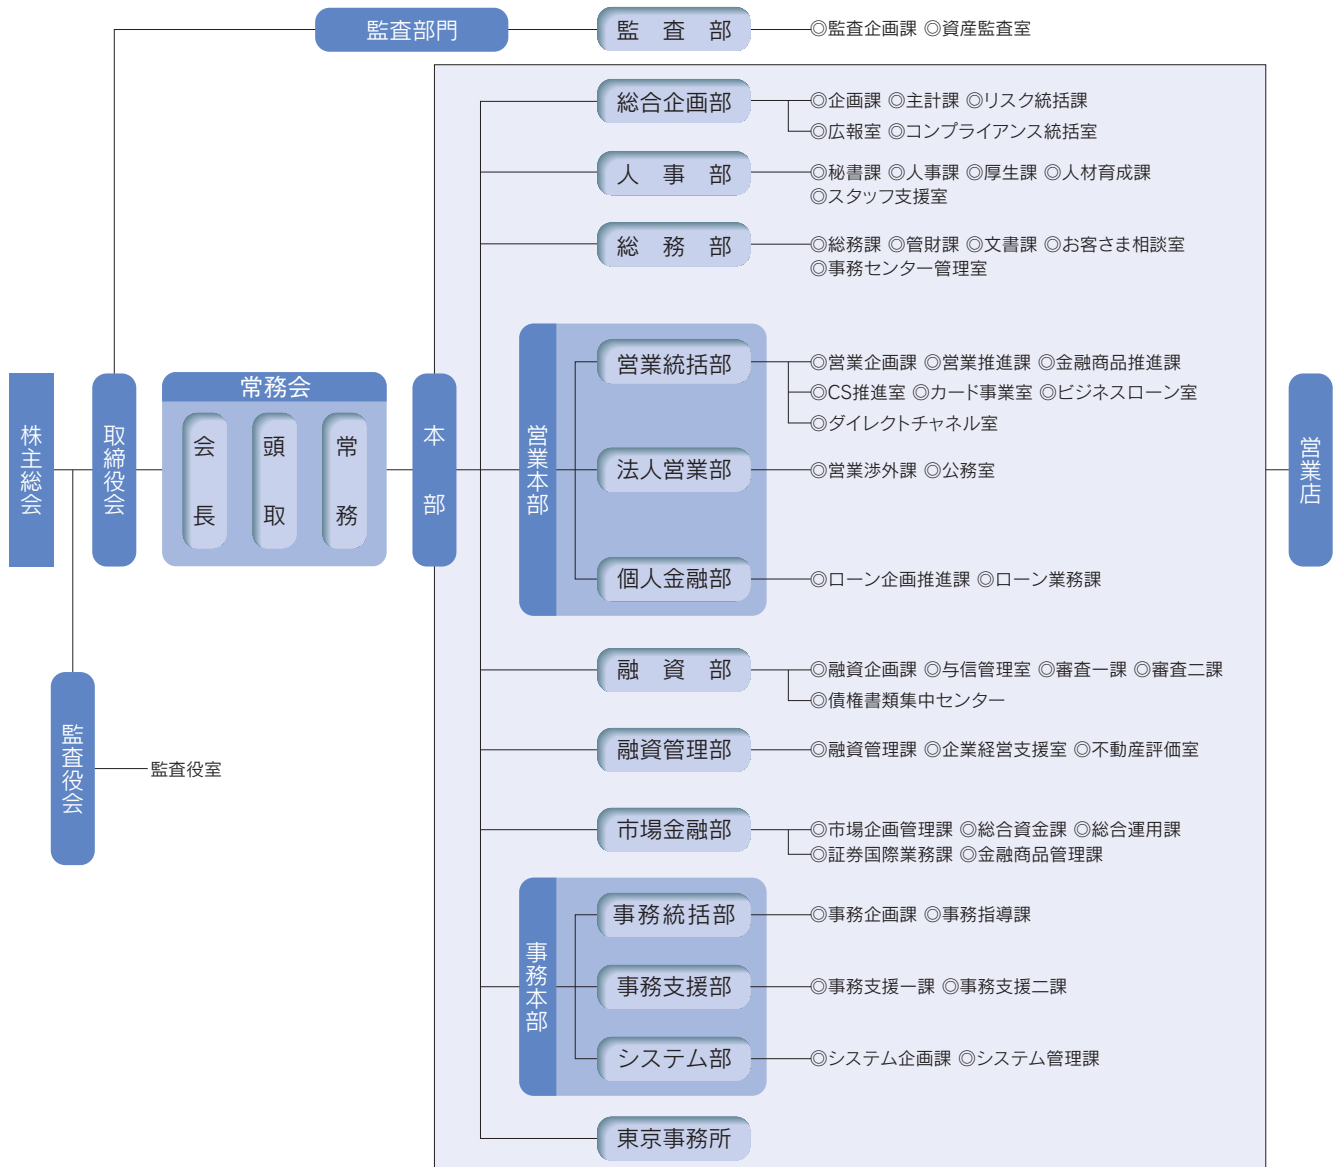 監査部門
監査部
◎監査企画課 ◎資産監査室
総合企画部
◎企画課 ◎主計課 ◎リスク統括課
◎広報室 ◎コンプライアンス統括室
人事部
◎秘書課 ◎人事課 ◎厚生課 ◎人材育成課
◎スタッフ支援室
総務部
◎総務課 ◎管財課 ◎文書課 ◎お客さま相談室
◎事務センター管理室
株主総会
取締役会
常務会
会長
頭取
常務
本部
営業本部
営業統括部
◎営業企画課 ◎営業推進課 ◎金融商品推進課
◎CS推進室 ◎カード事業室 ◎ビジネスローン室
◎ダイレクトチャネル室
法人営業部
◎営業渉外課 ◎公務室
個人金融部
◎ローン企画推進課 ◎ローン業務課
営業店
監査役会
監査役室
融資部
◎融資企画課 ◎与信管理室 ◎審査一課 ◎審査二課
◎債権書類集中センター
融資管理部
◎融資管理課 ◎企業経営支援室 ◎不動産評価室
市場金融部
◎市場企画管理課 ◎総合資金課 ◎総合運用課
◎証券国際業務課 ◎金融商品管理課
事務本部
事務統括部
◎事務企画課 ◎事務指導課
事務支援部
◎事務支援一課 ◎事務支援二課
システム部
◎システム企画課 ◎システム管理課
東京事務所